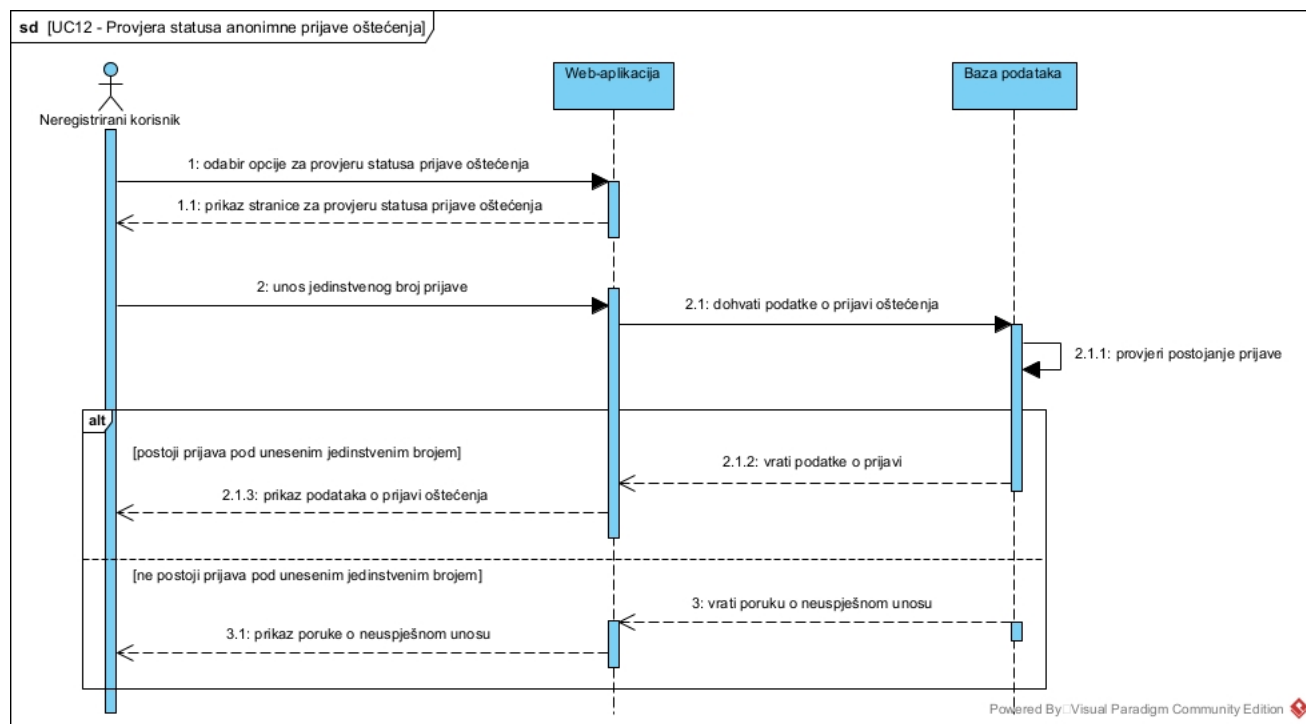 sd [UC12 - Provjera statusa anonimne prijave oštećenja]
Neregistrirani korisnik
Web-aplikacija
Baza podataka
1: odabir opcije za provjeru statusa prijave oštećenja
1.1: prikaz stranice za provjeru statusa prijave oštećenja
2: unos jedinstvenog broj prijave
2.1: dohvati podatke o prijavi oštećenja
2.1.1: provjeri postojanje prijave
alt
[postoji prijava pod unesenim jedinstvenim brojem]
2.1.2: vrati podatke o prijavi
2.1.3: prikaz podataka o prijavi oštećenja
[ne postoji prijava pod unesenim jedinstvenim brojem]
3: vrati poruku o neuspješnom unosu
3.1: prikaz poruke o neuspješnom unosu
Powered By Visual Paradigm Community Edition